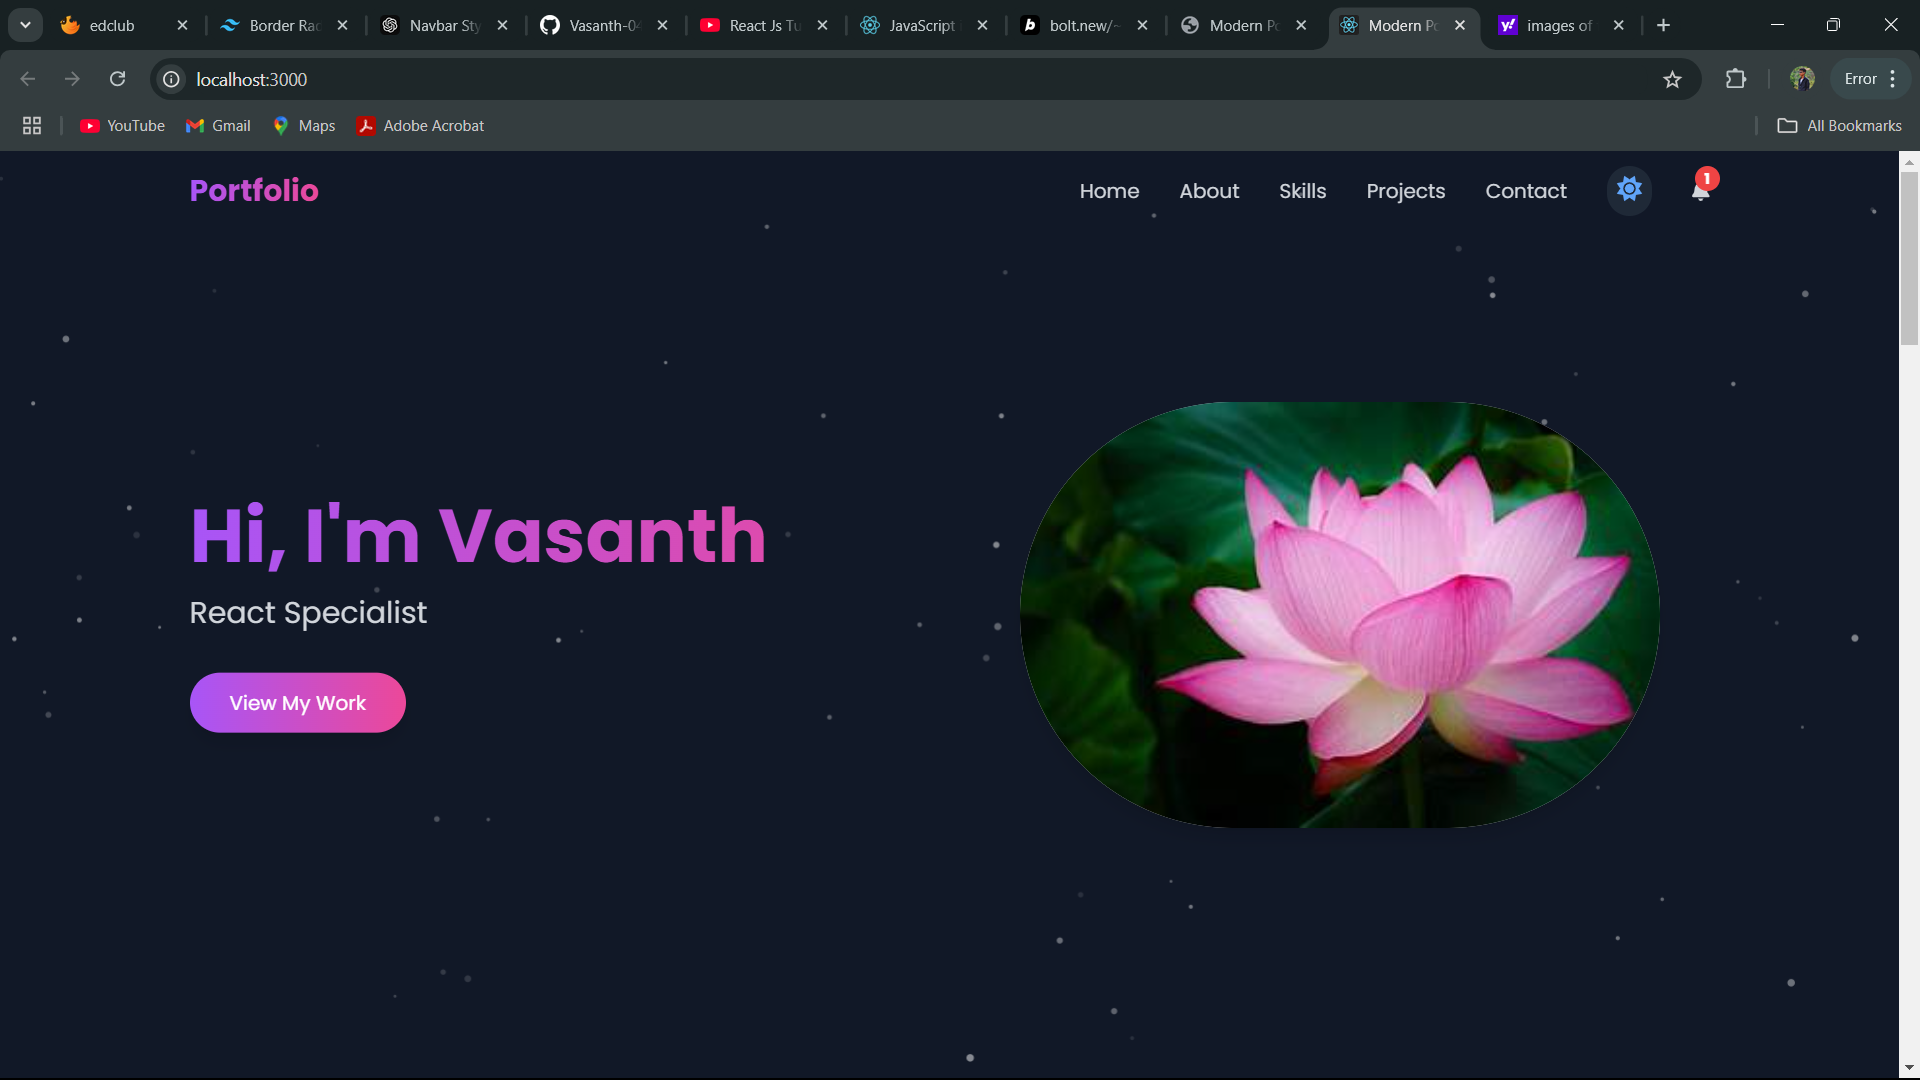 edclub
Border Ra
Navbar Sty
Vasanth-04
React Js Tu
JavaScript
bolt.new/~
Modern Po
Modern Po
images of
localhost:3000
Error
YouTube
Gmail
Maps
Adobe Acrobat
All Bookmarks
Portfolio
Home
About
Skills
Projects
Contact
1
Hi, I'm Vasanth
React Specialist
View My Work